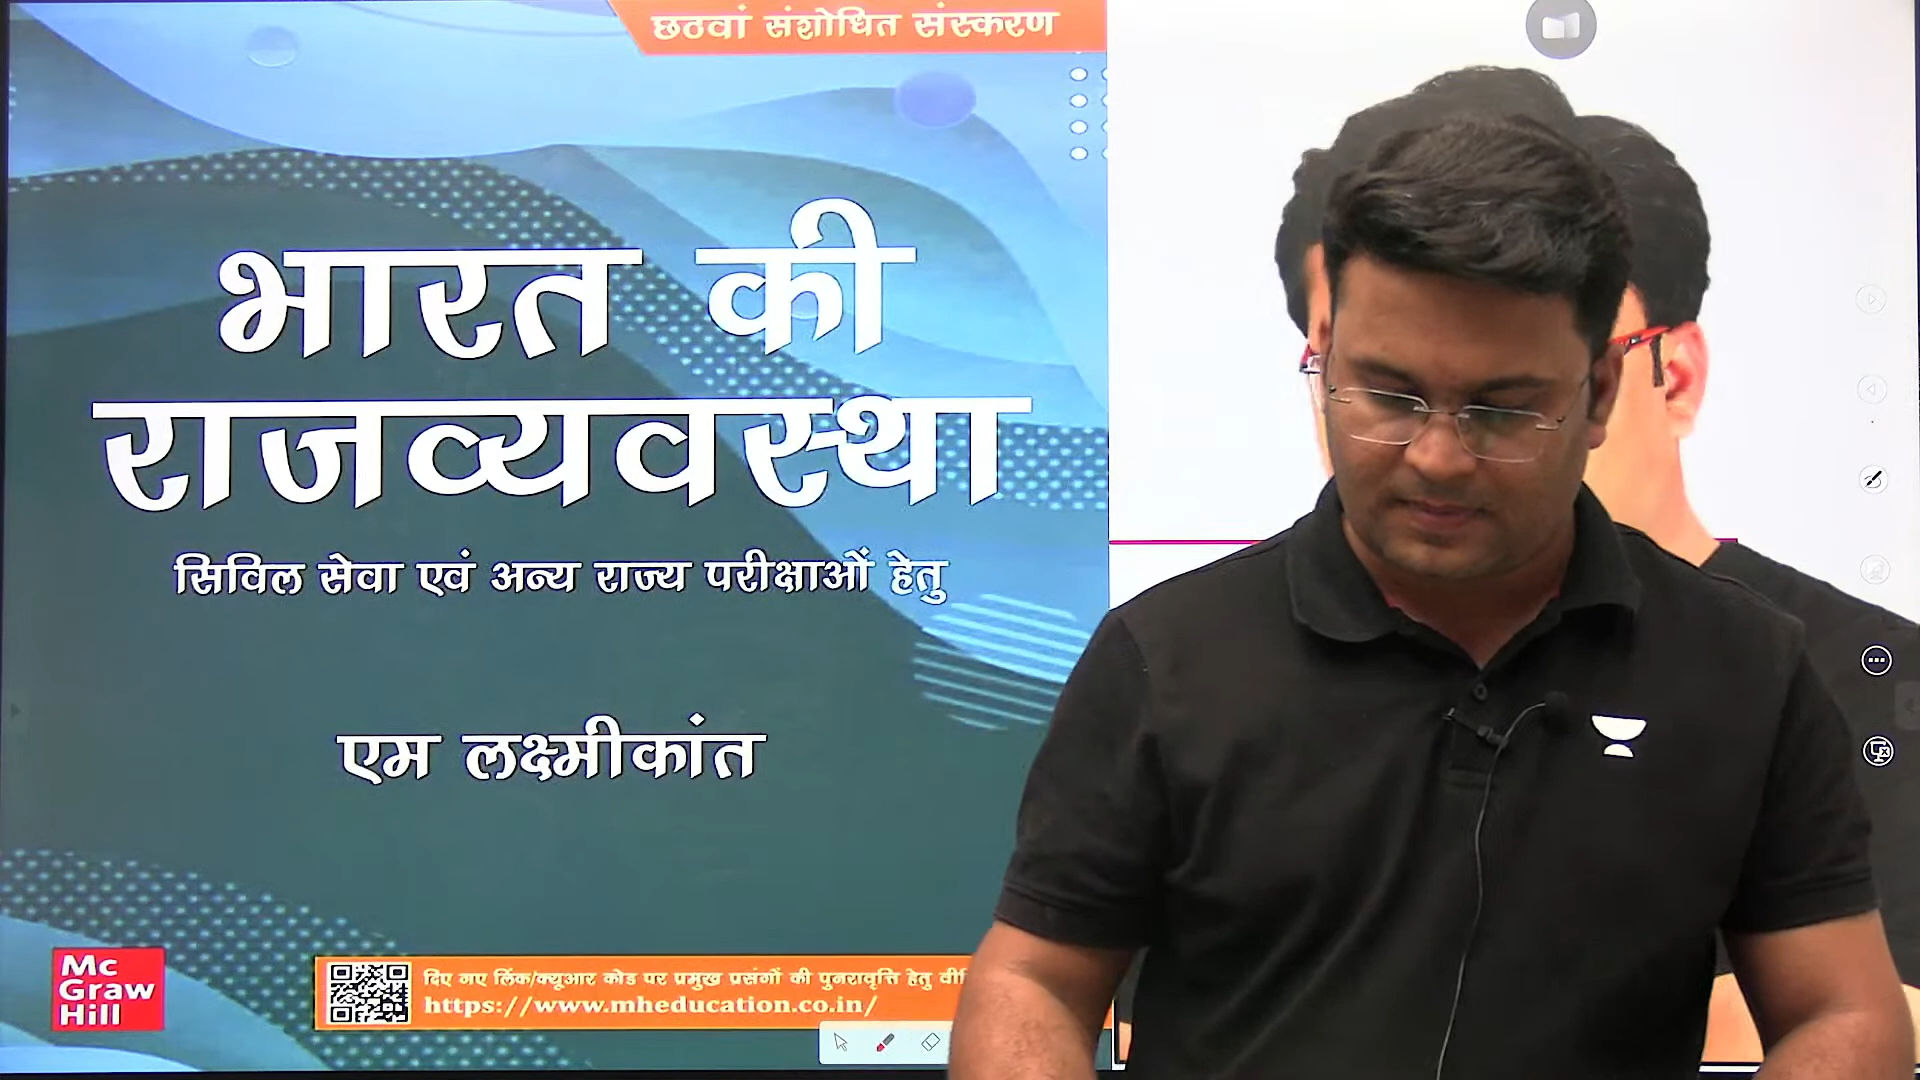 छठवां संशोधित संस्करण
भारत की
राजव्यवस्था
सिविल सेवा एवं अन्य राज्य परीक्षाओं हेतु
एम लक्ष्मीकांत
Mc
Graw
Hill
दिए गए लिंक/क्यूआर कोड पर प्रमुख प्रसंगों की पुनरावृत्ति हेतु
https://www.mheducation.co.in/